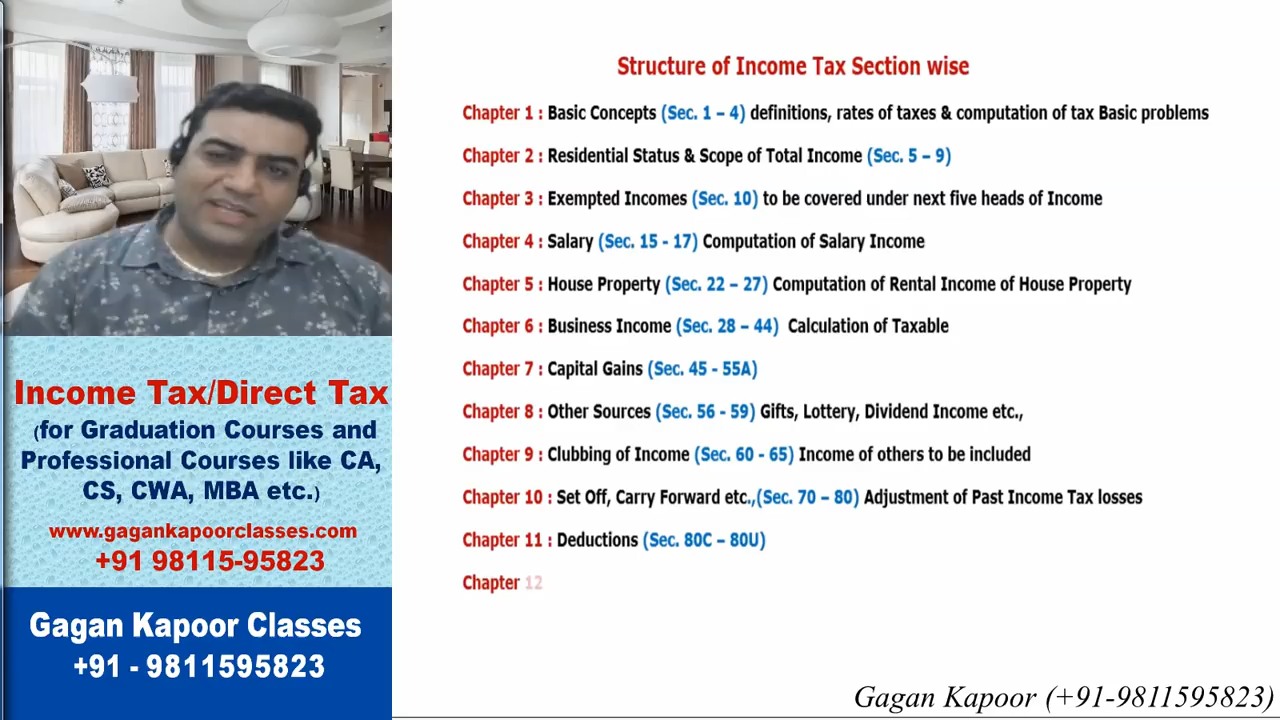 Income Tax/Direct Tax
(for Graduation Courses and
Professional Courses like CA,
CS, CWA, MBA etc.)
www.gagankapoorclasses.com
+91 98115-95823
Gagan Kapoor Classes
+91 - 9811595823
Structure of Income Tax Section wise
Chapter 1 : Basic Concepts (Sec. 1 – 4) definitions, rates of taxes & computation of tax Basic problems
Chapter 2 : Residential Status & Scope of Total Income (Sec. 5 – 9)
Chapter 3 : Exempted Incomes (Sec. 10) to be covered under next five heads of Income
Chapter 4 : Salary (Sec. 15 - 17) Computation of Salary Income
Chapter 5 : House Property (Sec. 22 – 27) Computation of Rental Income of House Property
Chapter 6 : Business Income (Sec. 28 – 44) Calculation of Taxable
Chapter 7 : Capital Gains (Sec. 45 - 55A)
Chapter 8 : Other Sources (Sec. 56 - 59) Gifts, Lottery, Dividend Income etc.,
Chapter 9 : Clubbing of Income (Sec. 60 - 65) Income of others to be included
Chapter 10 : Set Off, Carry Forward etc.,(Sec. 70 – 80) Adjustment of Past Income Tax losses
Chapter 11 : Deductions (Sec. 80C – 80U)
Chapter 12
Gagan Kapoor (+91-9811595823)